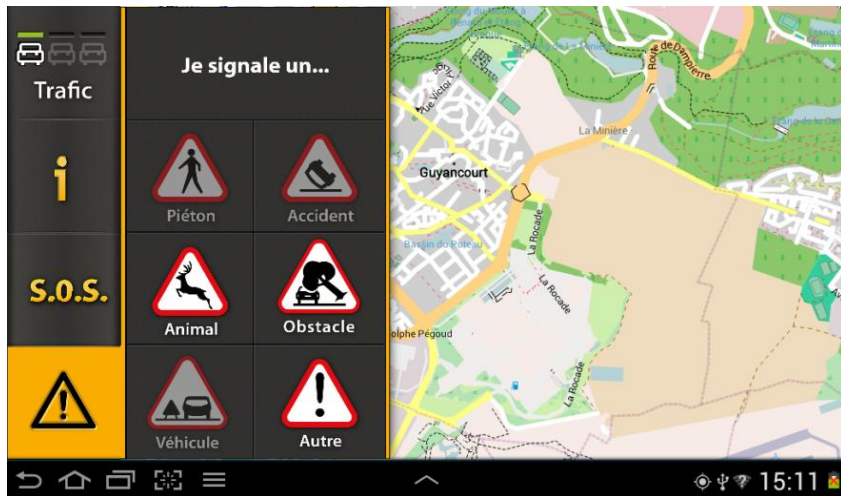 Trafic
i
S.O.S.
Je signale un...
Piéton
Accident
Animal
Obstacle
Véhicule
Autre
Route de Dampierre
La Minière
Guyancourt
Bassin du Poteau
La Rocade
La Rocade
La Rocade
olphe Pégoud
15:11